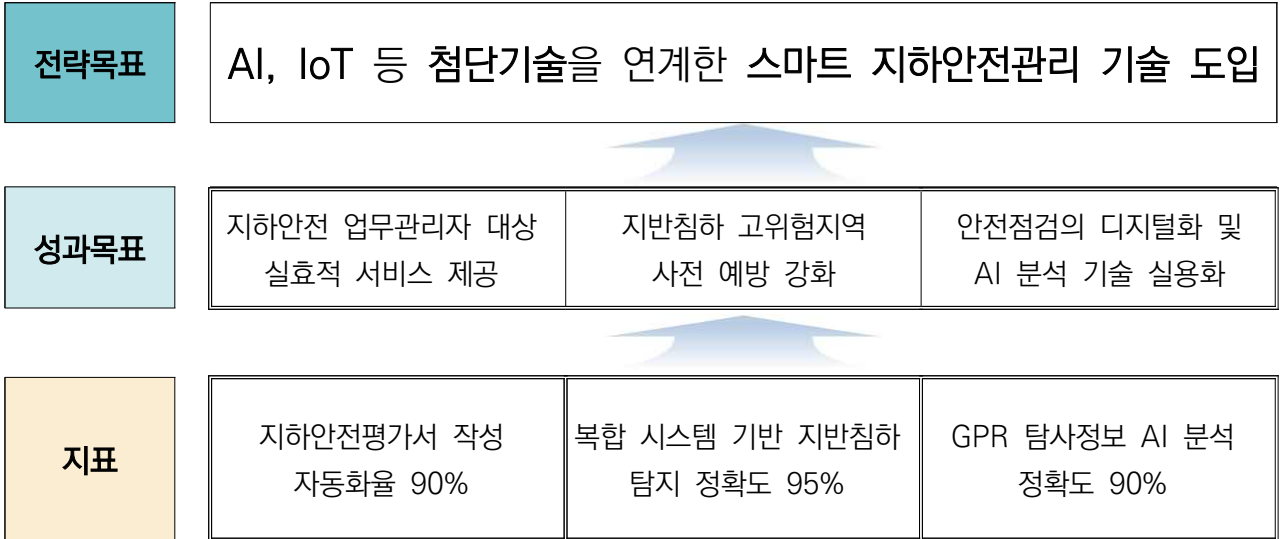 전략목표
AI, IoT 등 첨단기술을 연계한 스마트 지하안전관리 기술 도입
성과목표
지하안전 업무관리자 대상
실효적 서비스 제공
지반침하 고위험지역
사전 예방 강화
안전점검의 디지털화 및
AI 분석 기술 실용화
지표
지하안전평가서 작성
자동화율 90%
복합 시스템 기반 지반침하
탐지 정확도 95%
GPR 탐사정보 AI 분석
정확도 90%